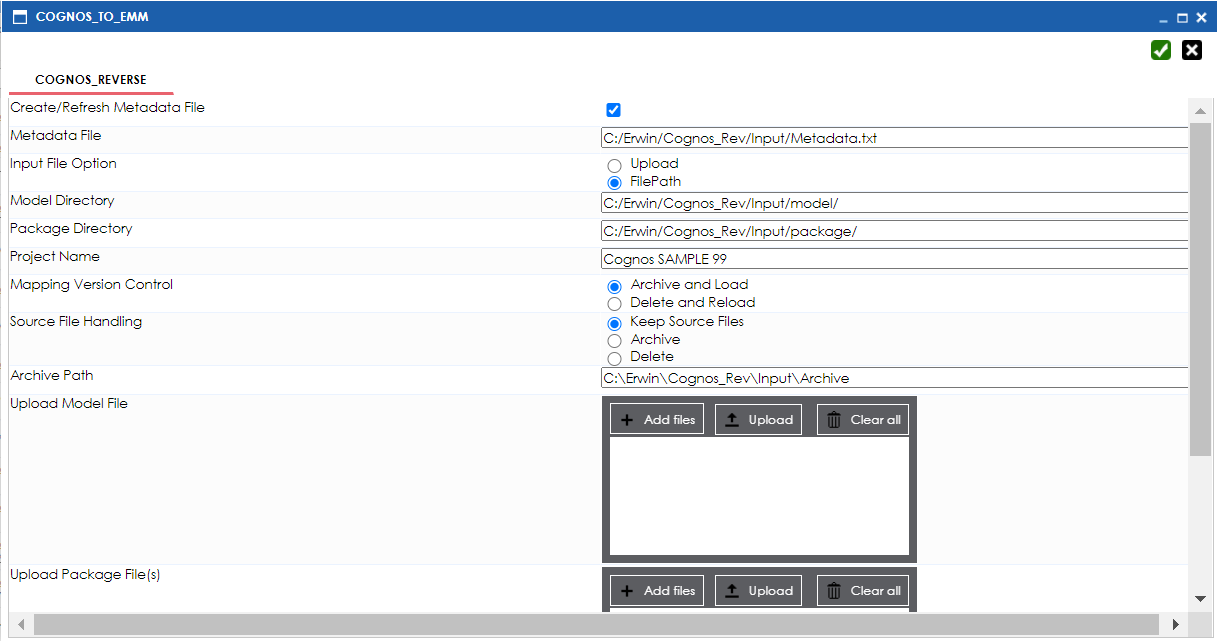 COGNOS_TO_EMM
COGNOS_REVERSE
Create/Refresh Metadata File
Metadata File C:/Erwin/Cognos_Rev/Input/Metadata.txt
Input File Option Upload
FilePath
Model Directory C:/Erwin/Cognos_Rev/Input/model/
Package Directory C:/Erwin/Cognos_Rev/Input/package/
Project Name Cognos SAMPLE 99
Mapping Version Control Archive and Load
Delete and Reload
Source File Handling Keep Source Files
Archive
Delete
Archive Path C:\Erwin\Cognos_Rev\Input\Archive
Upload Model File Add files Upload Clear all
Upload Package File(s) Add files Upload Clear all